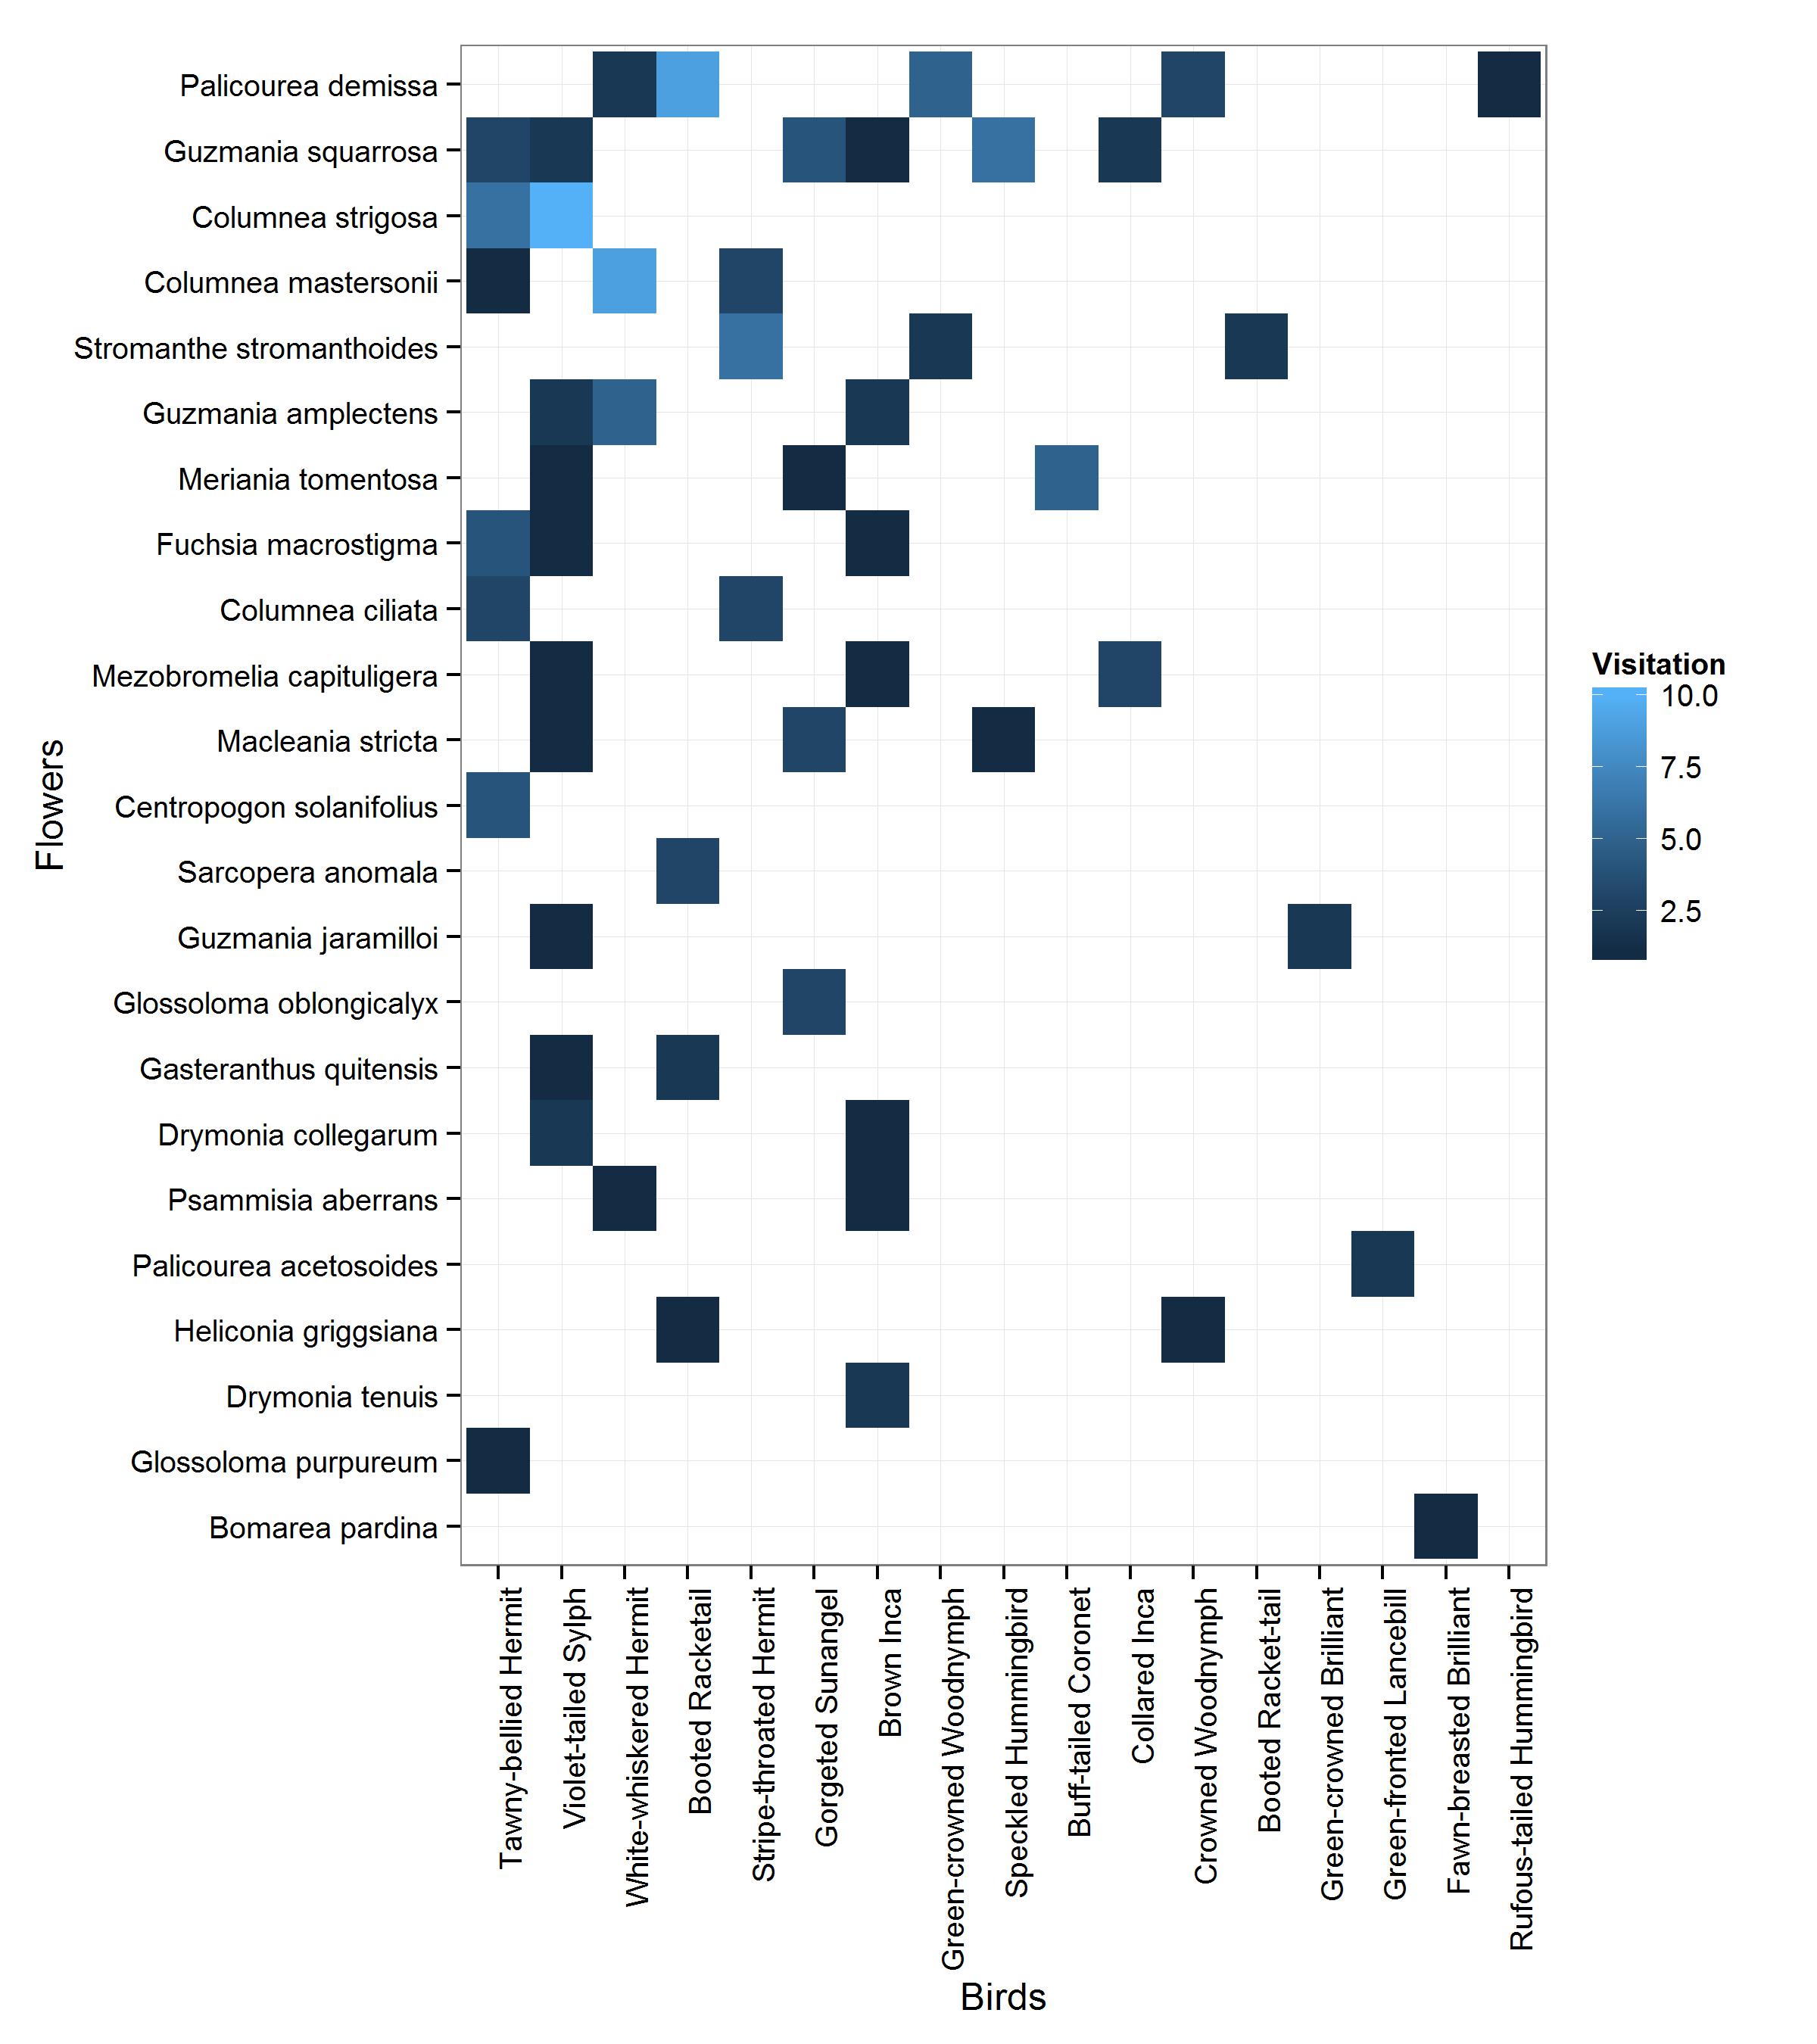 Palicourea demissa
Guzmania squarrosa
Columnea strigosa
Columnea mastersonii
Stromanthe stromanthoides
Guzmania amplectens
Meriania tomentosa
Fuchsia macrostigma
Columnea ciliata
Mezobromelia capituligera
Macleania stricta
Centropogon solanifolius
Sarcopera anomala
Guzmania jaramilloi
Glossoloma oblongicalyx
Gasteranthus quitensis
Drymonia collegarum
Psammisia aberrans
Palicourea acetosoides
Heliconia griggsiana
Drymonia tenuis
Glossoloma purpureum
Bomarea pardina
Flowers
Visitation
10.0
7.5
5.0
2.5
Tawny-bellied Hermit
Violet-tailed Sylph
White-whiskered Hermit
Booted Racketail
Stripe-throated Hermit
Gorgeted Sunangel
Brown Inca
Green-crowned Woodnymph
Speckled Hummingbird
Buff-tailed Coronet
Collared Inca
Crowned Woodnymph
Booted Racket-tail
Green-crowned Brilliant
Green-fronted Lancebill
Fawn-breasted Brilliant
Rufous-tailed Hummingbird
Birds